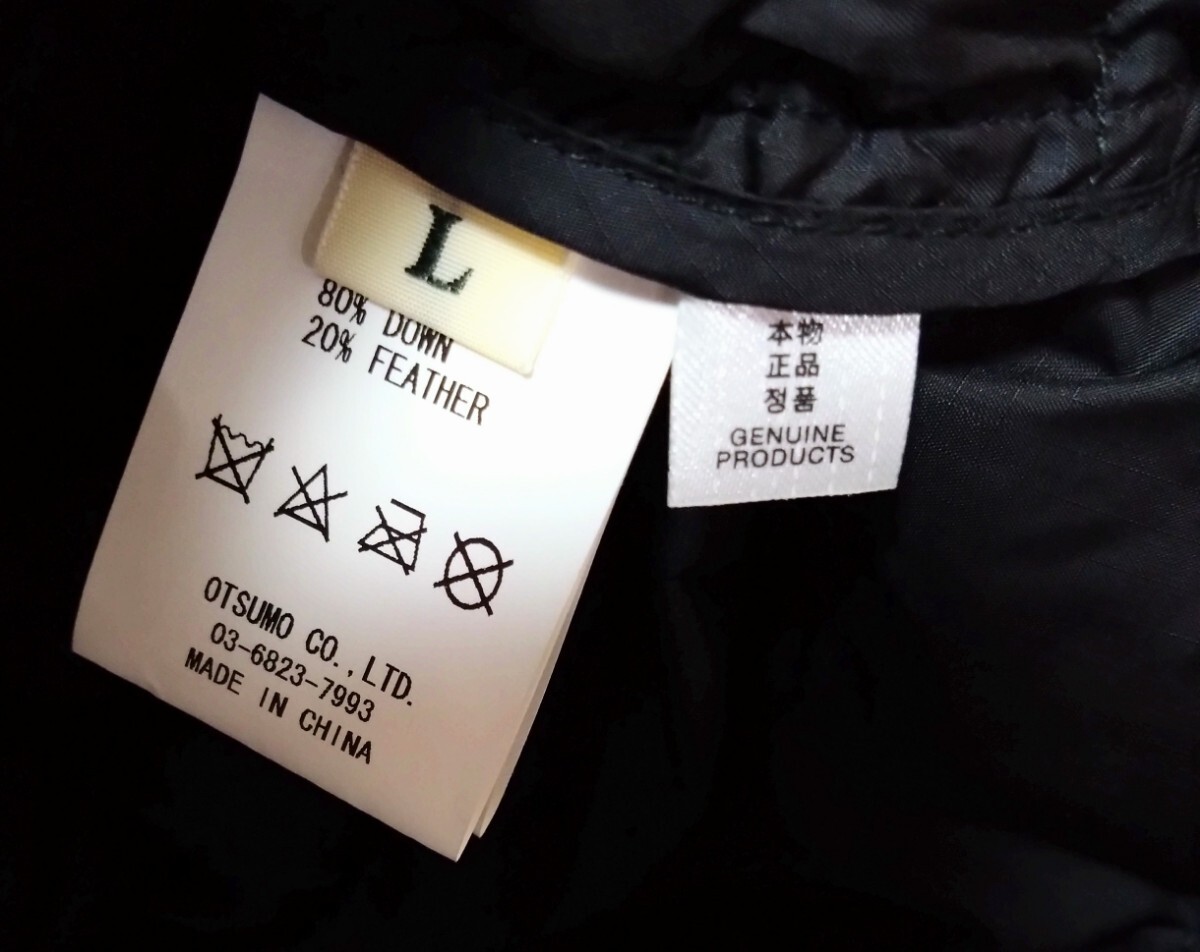 L
80% DOWN
20% FEATHER
OTSUMO CO., LTD.
03-6823-7993
MADE IN CHINA
本物
正品
정품
GENUINE
PRODUCTS